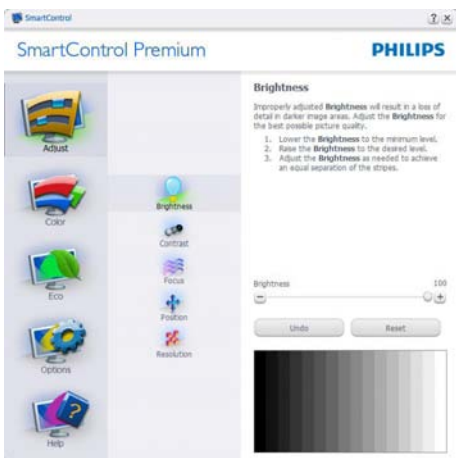 SmartControl
SmartControl Premium
PHILIPS
Adjust
Color
Eco
Options
Help
Brightness
Contrast
Focus
Position
Resolution
Brightness
Improperly adjusted Brightness will result in a loss of
detail in darker image areas. Adjust the Brightness for
the best possible picture quality.
1. Lower the Brightness to the minimum level.
2. Raise the Brightness to the desired level.
3. Adjust the Brightness as needed to achieve
an equal separation of the stripes.
Brightness 100
Undo Reset